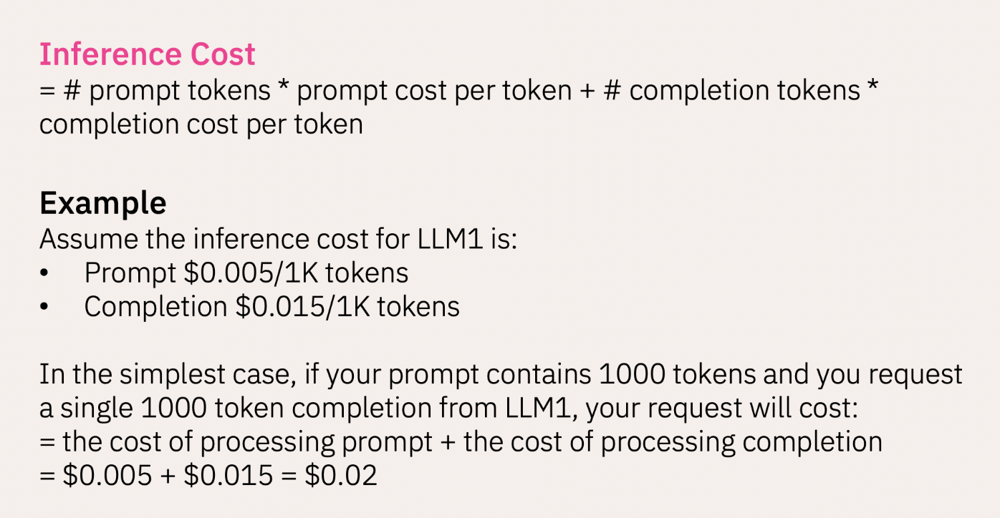 Inference Cost
= # prompt tokens * prompt cost per token + # completion tokens *
completion cost per token
Example
Assume the inference cost for LLM1 is:
• Prompt $0.005/1K tokens
• Completion $0.015/1K tokens
In the simplest case, if your prompt contains 1000 tokens and you request
a single 1000 token completion from LLM1, your request will cost:
= the cost of processing prompt + the cost of processing completion
= $0.005 + $0.015 = $0.02